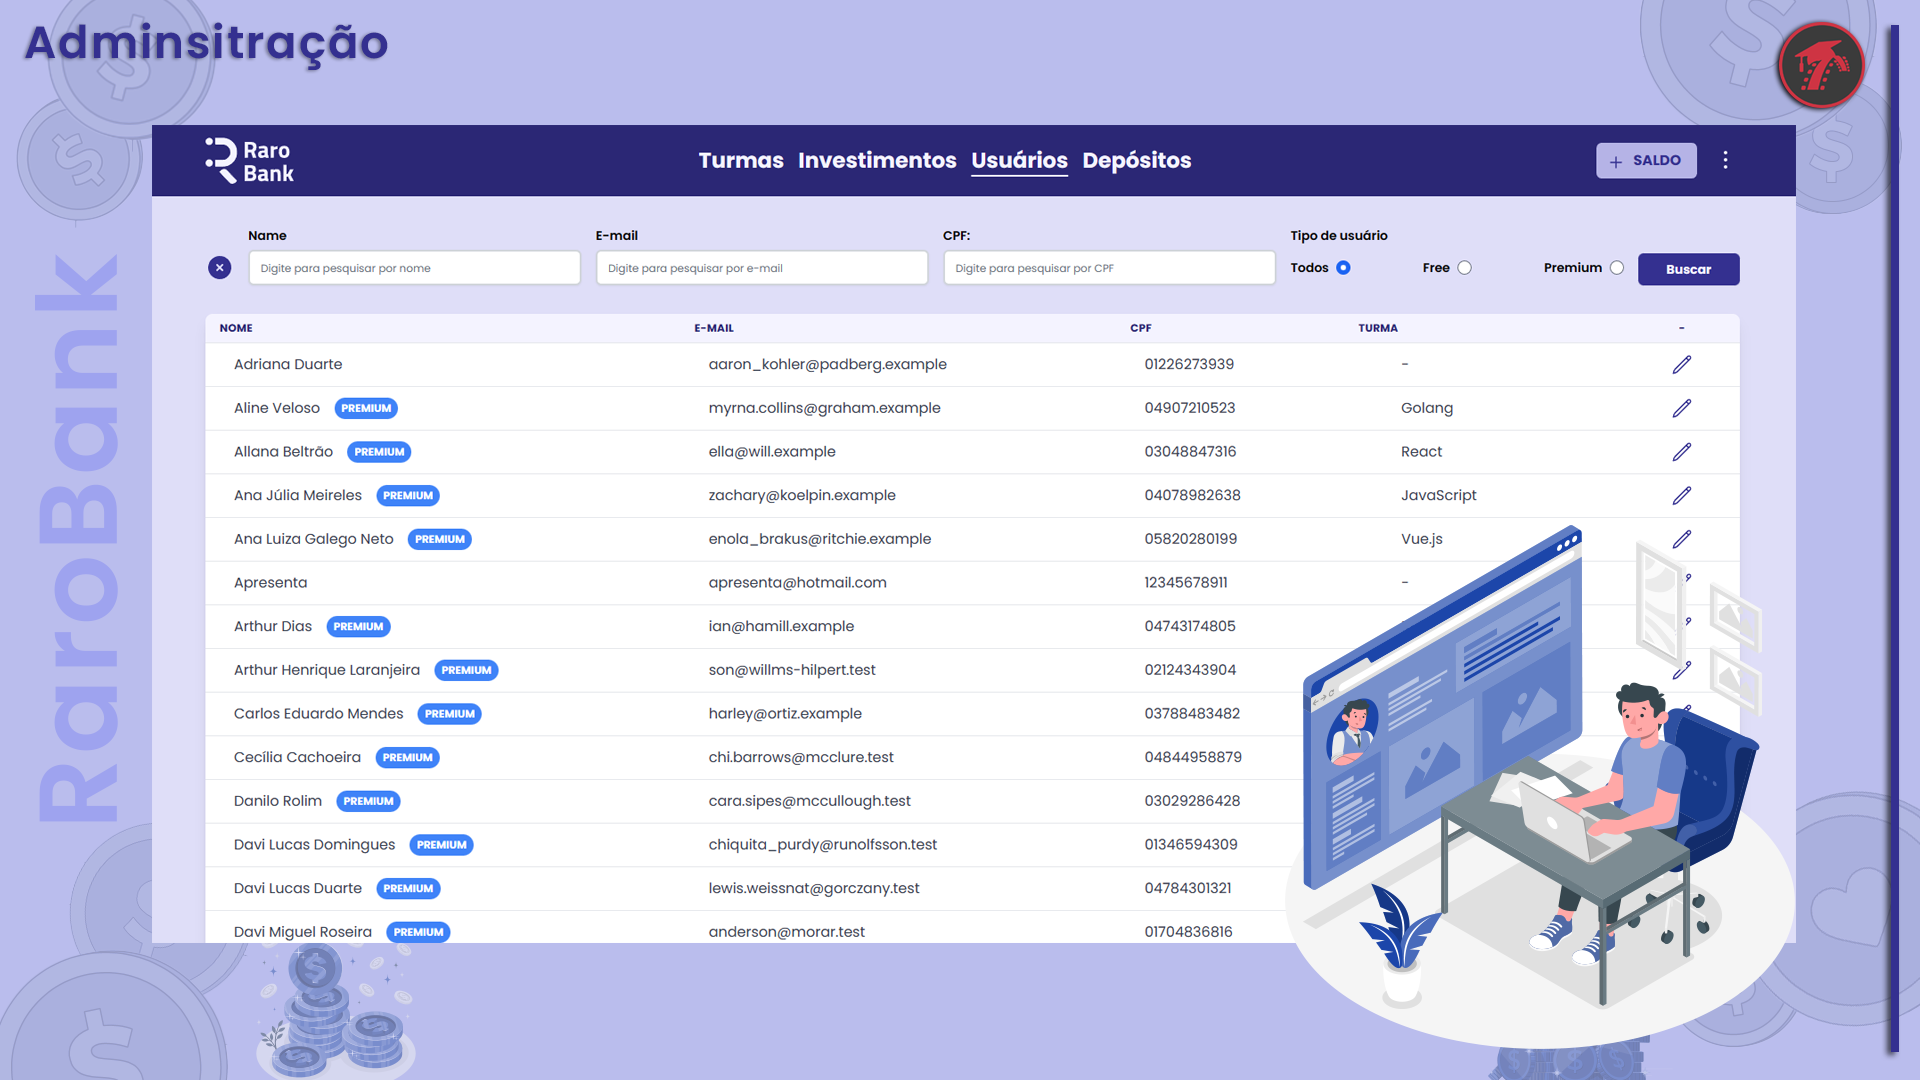 Adminsitração
RaroBank
Raro
Bank
Turmas Investimentos Usuários Depósitos
+ SALDO
Name E-mail CPF: Tipo de usuário
Digite para pesquisar por nome Digite para pesquisar por e-mail Digite para pesquisar por CPF Todos Free Premium Buscar
NOME E-MAIL CPF TURMA -
Adriana Duarte aaron_kohler@padberg.example 01226273939 -
Aline Veloso PREMIUM myrna.collins@graham.example 04907210523 Golang
Allana Beltrão PREMIUM ella@will.example 03048847316 React
Ana Júlia Meireles PREMIUM zachary@koelpin.example 04078982638 JavaScript
Ana Luiza Galego Neto PREMIUM enola_brakus@ritchie.example 05820280199 Vue.js
Apresenta apresenta@hotmail.com 12345678911 -
Arthur Dias PREMIUM ian@hamill.example 04743174805
Arthur Henrique Laranjeira PREMIUM son@willms-hilpert.test 02124343904
Carlos Eduardo Mendes PREMIUM harley@ortiz.example 03788483482
Cecília Cachoeira PREMIUM chi.barrows@mcclure.test 04844958879
Danilo Rolim PREMIUM cara.sipes@mccullough.test 03029286428
Davi Lucas Domingues PREMIUM chiquita_purdy@runolfsson.test 01346594309
Davi Lucas Duarte PREMIUM lewis.weissnat@gorczany.test 04784301321
Davi Miguel Roseira PREMIUM anderson@morar.test 01704836816